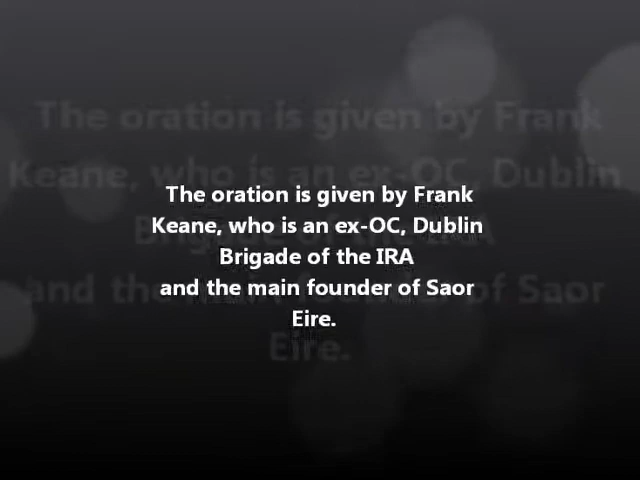 The oration is given by Frank
Keane, who is an ex-OC, Dublin
Brigade of the IRA
and the main founder of Saor
Eire.